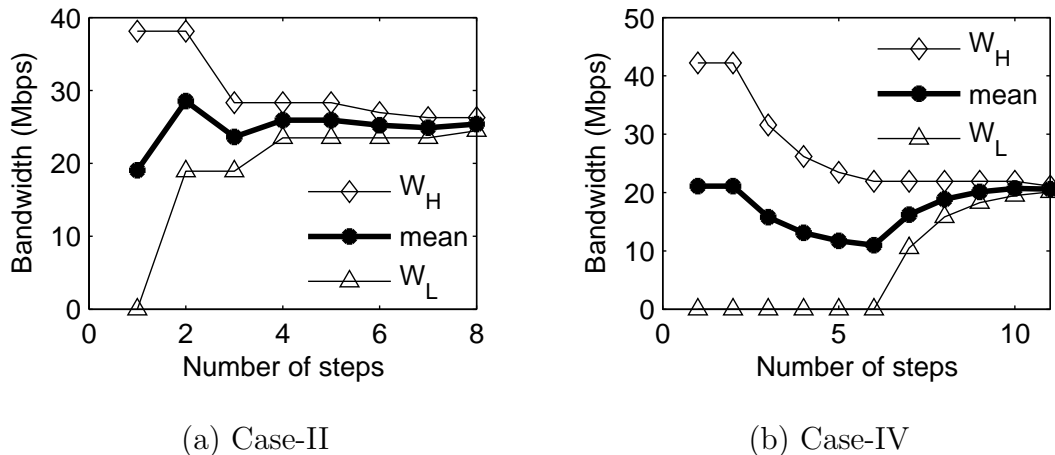 40
30
20
10
0
Bandwidth (Mbps)
W_H
mean
W_L
0 2 4 6 8
Number of steps
(a) Case-II
50
40
30
20
10
0
Bandwidth (Mbps)
W_H
mean
W_L
0 5 10
Number of steps
(b) Case-IV